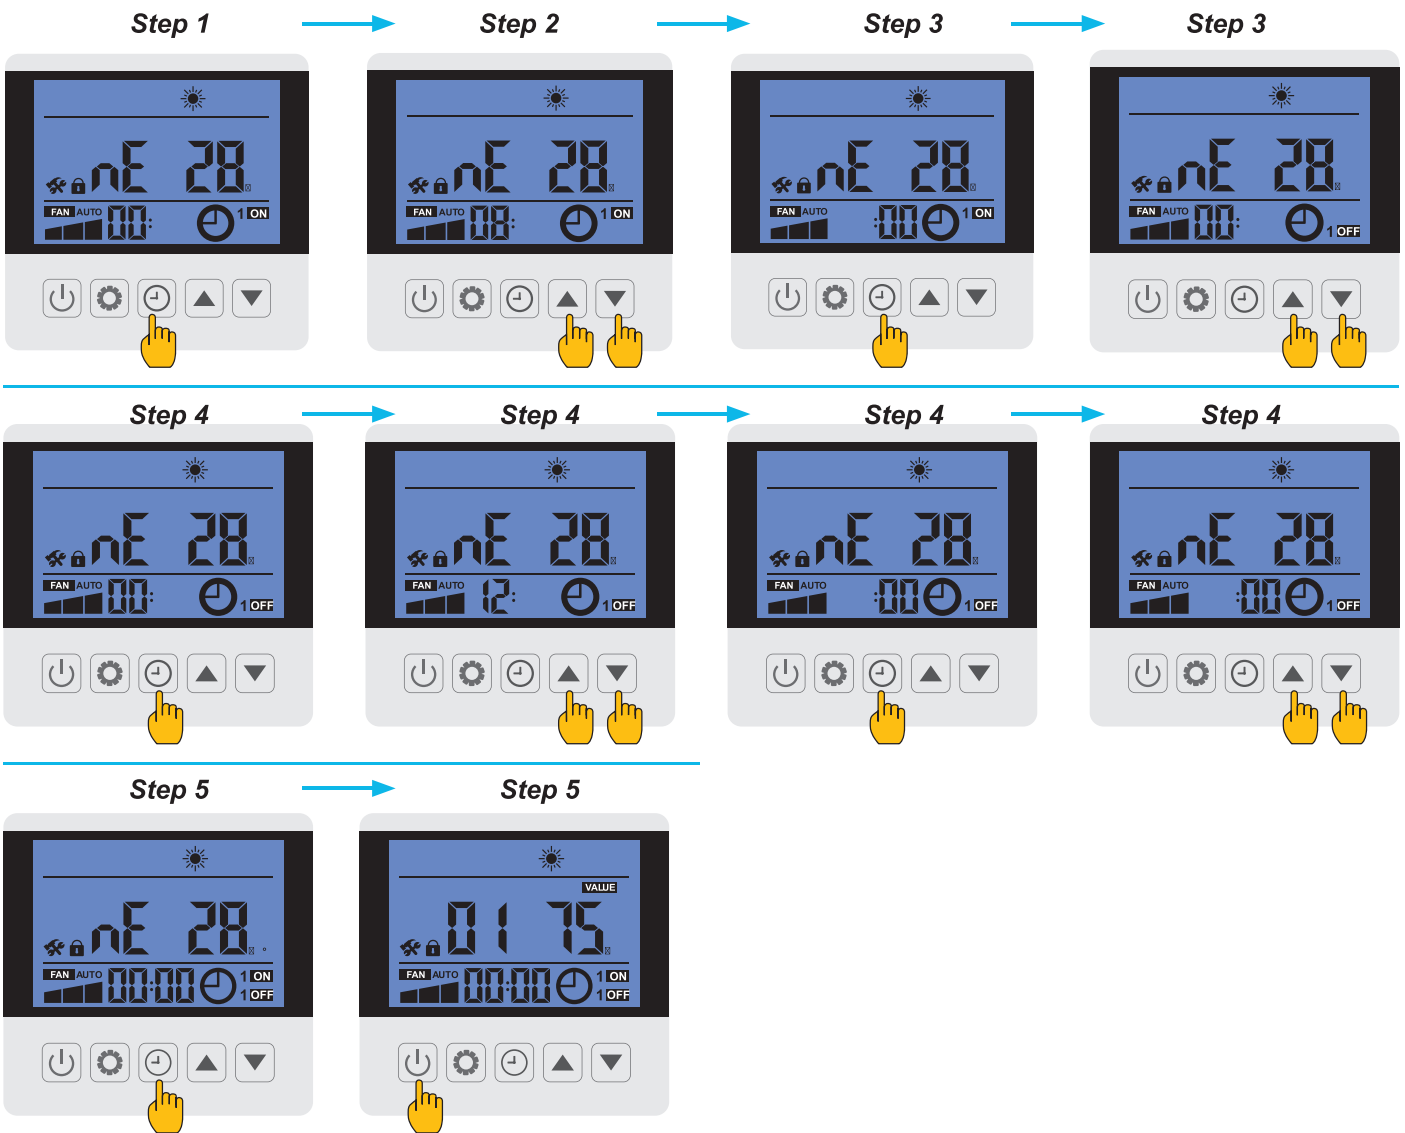 Step 1
Step 2
Step 3
Step 3
nE 28
FAN AUTO 00: 1 ON
nE 28
FAN AUTO 08: 1 ON
nE 28
FAN AUTO :00 1 ON
nE 28
FAN AUTO 00: 1 OFF
Step 4
Step 4
Step 4
Step 4
nE 28
FAN AUTO 00: 1 OFF
nE 28
FAN AUTO 12: 1 OFF
nE 28
FAN AUTO :00 1 OFF
nE 28
FAN AUTO :00 1 OFF
Step 5
Step 5
nE 28
FAN AUTO 00:00 1 ON
1 OFF
VALUE
01 75
FAN AUTO 00:00 1 ON
1 OFF